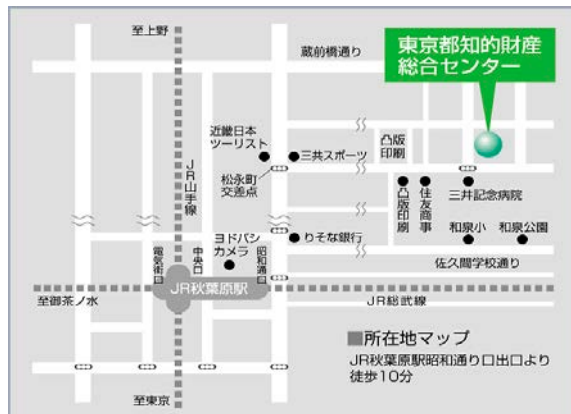 至上野
蔵前橋通り
東京都知的財産
総合センター
近畿日本
ツーリスト
三共スポーツ
凸版
印刷
JR山手線
松永町
交差点
凸版印刷
住友商事
三井記念病院
和泉小
和泉公園
ヨドバシ
カメラ
りそな銀行
電気街口
中央口
昭和通口
佐久間学校通り
JR秋葉原駅
至御茶ノ水
JR総武線
■所在地マップ
JR秋葉原駅昭和通り口出口より
徒歩10分
至東京